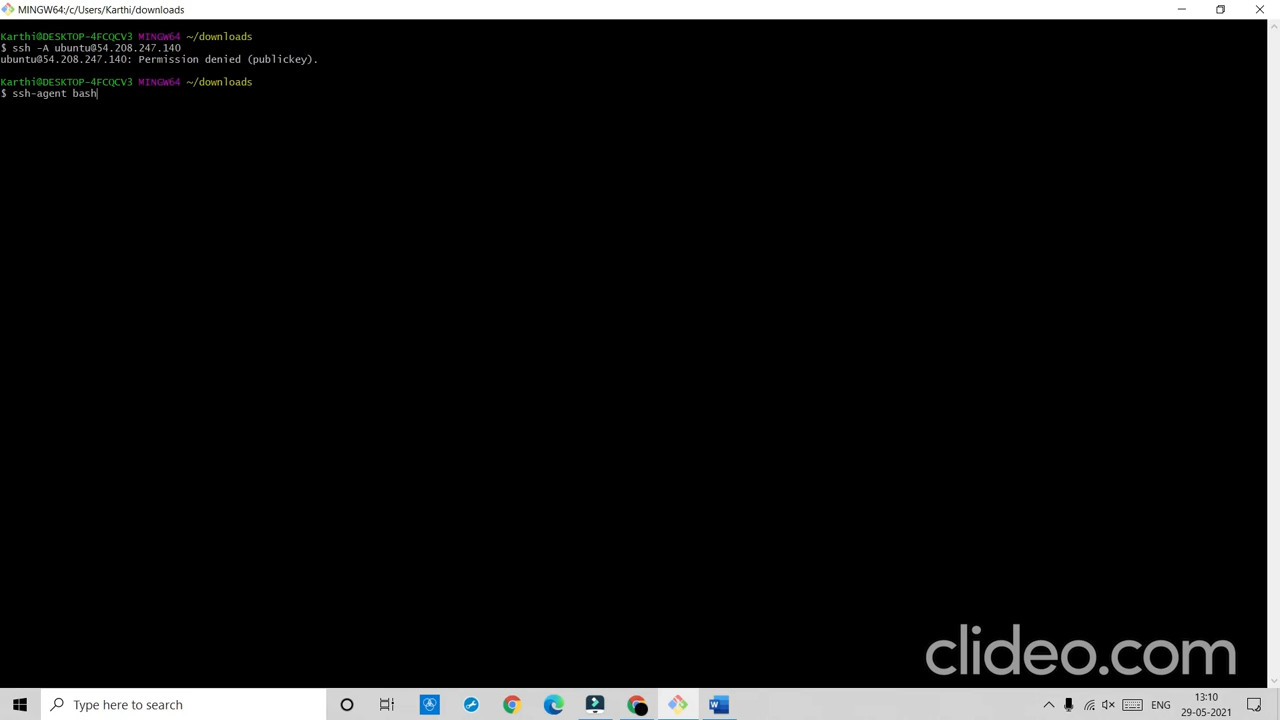 MINGW64:/c/Users/Karthi/downloads
Karthi@DESKTOP-4FCQCV3 MINGW64 ~/downloads
$ ssh -A ubuntu@54.208.247.140
ubuntu@54.208.247.140: Permission denied (publickey).
Karthi@DESKTOP-4FCQCV3 MINGW64 ~/downloads
$ ssh-agent bash
clideo.com
Type here to search
ENG
13:10
29-05-2021